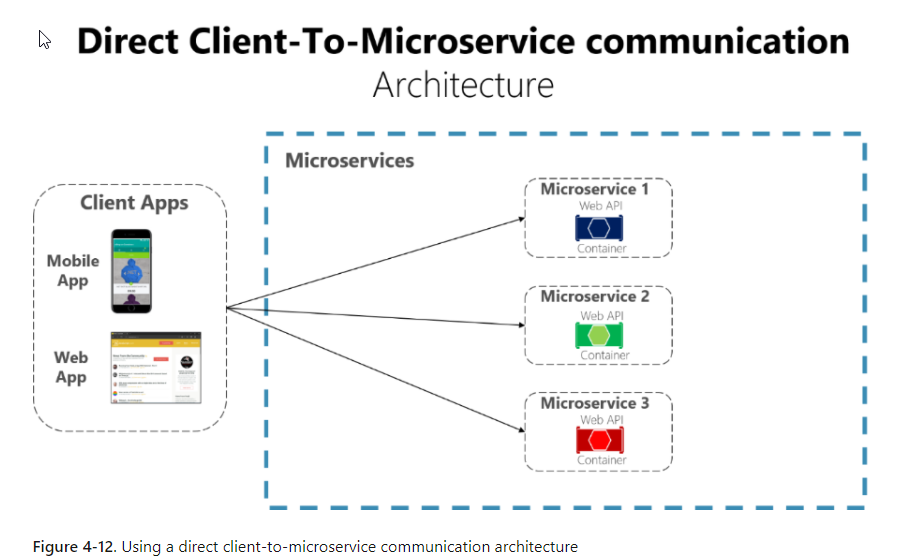 Direct Client-To-Microservice communication
Architecture
Microservices
Client Apps
Mobile
App
Web
App
Microservice 1
Web API
Container
Microservice 2
Web API
Container
Microservice 3
Web API
Container
Figure 4-12. Using a direct client-to-microservice communication architecture